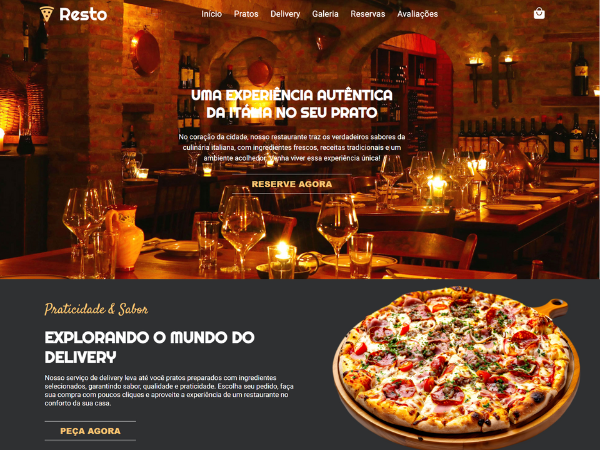 Resto
Início Pratos Delivery Galeria Reservas Avaliações
UMA EXPERIÊNCIA AUTÊNTICA
DA ITÁLIA NO SEU PRATO
No coração da cidade, nosso restaurante traz os verdadeiros sabores da
culinária italiana, com ingredientes frescos, receitas tradicionais e um
ambiente acolhedor. Venha viver essa experiência única!
RESERVE AGORA
Praticidade & Sabor
EXPLORANDO O MUNDO DO
DELIVERY
Nosso serviço de delivery leva até você pratos preparados com ingredientes
selecionados, garantindo sabor, qualidade e praticidade. Escolha seu pedido, faça
sua compra com poucos cliques e aproveite a experiência de um restaurante no
conforto da sua casa.
PEÇA AGORA